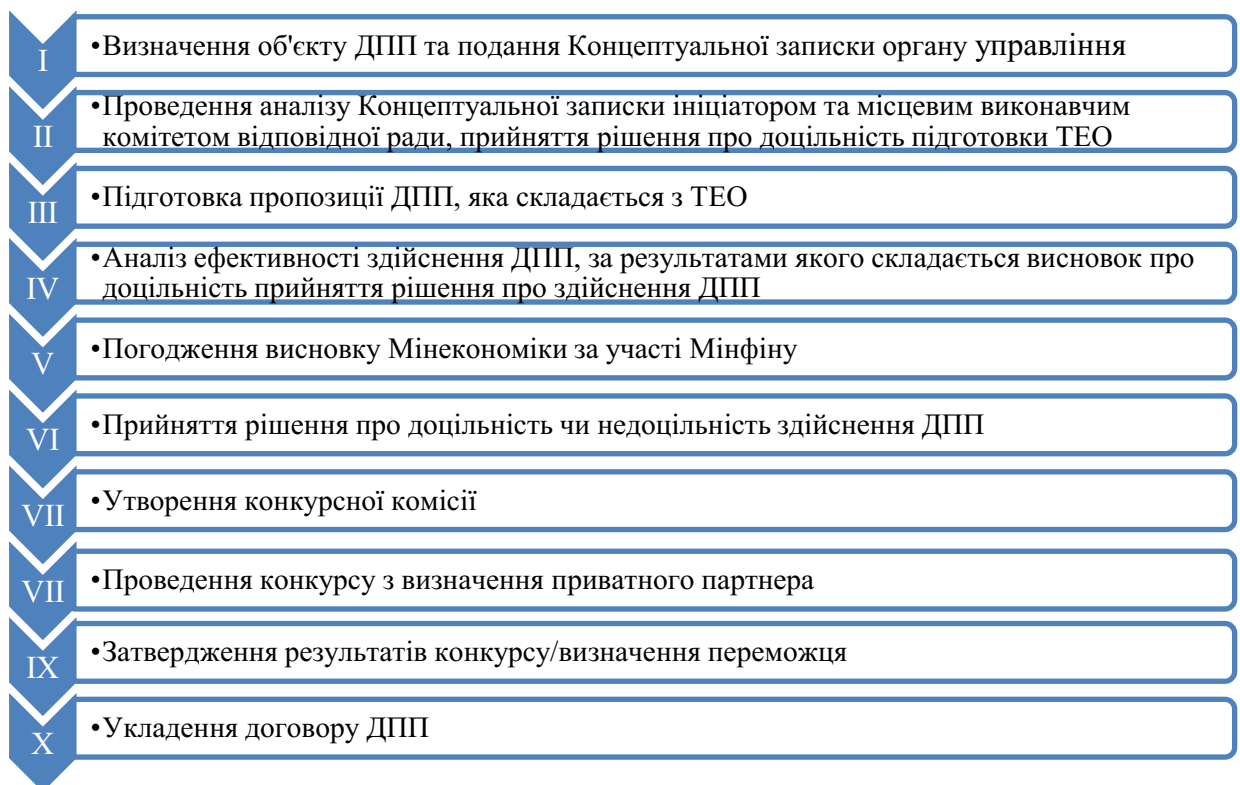 I
•Визначення об'єкту ДПП та подання Концептуальної записки органу управління
II
•Проведення аналізу Концептуальної записки ініціатором та місцевим виконавчим
комітетом відповідної ради, прийняття рішення про доцільність підготовки ТЕО
III
•Підготовка пропозиції ДПП, яка складається з ТЕО
IV
•Аналіз ефективності здійснення ДПП, за результатами якого складається висновок про
доцільність прийняття рішення про здійснення ДПП
V
•Погодження висновку Мінекономіки за участі Мінфіну
VI
•Прийняття рішення про доцільність чи недоцільність здійснення ДПП
VII
•Утворення конкурсної комісії
VII
•Проведення конкурсу з визначення приватного партнера
IX
•Затвердження результатів конкурсу/визначення переможця
X
•Укладення договору ДПП